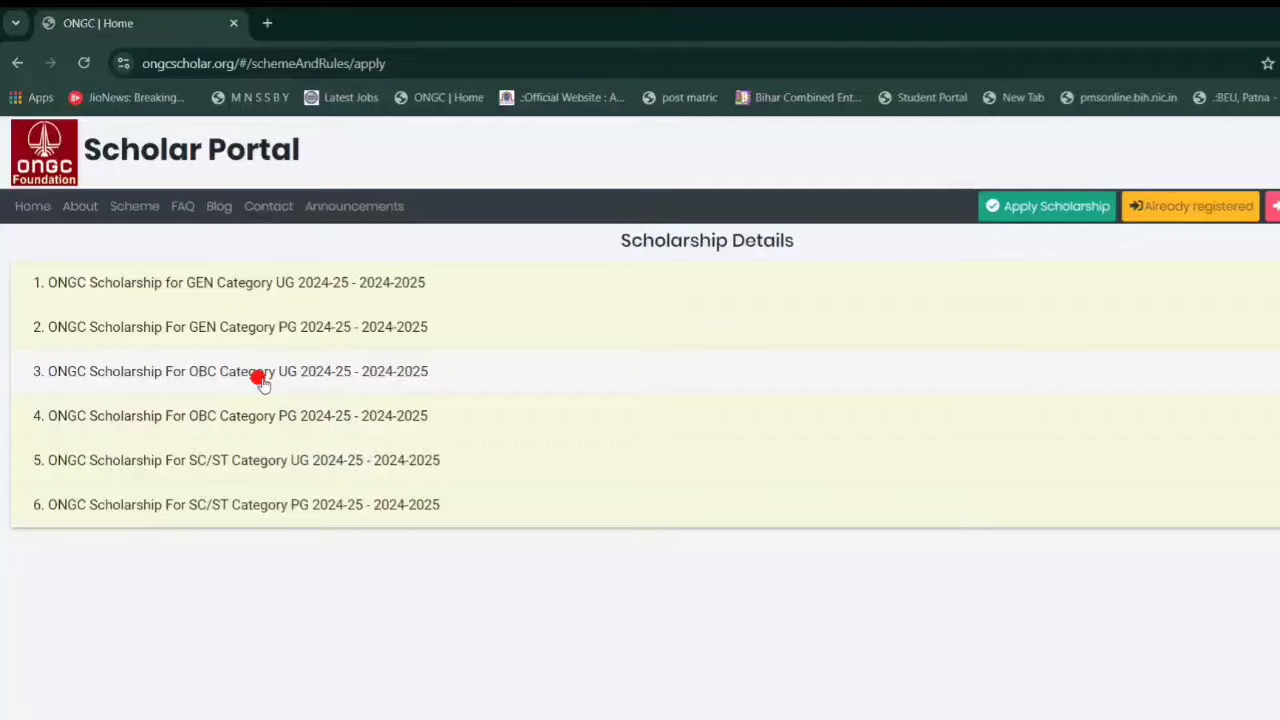 ONGC | Home
ongcscholar.org/#/schemeAndRules/apply
Apps JioNews: Breaking... M N S S B Y Latest Jobs ONGC | Home .:Official Website : A... post matric Bihar Combined Ent... Student Portal New Tab pmsonline.bih.nic.in .:BEU, Patna -
ONGC
Foundation
Scholar Portal
Home About Scheme FAQ Blog Contact Announcements Apply Scholarship Already registered
Scholarship Details
1. ONGC Scholarship for GEN Category UG 2024-25 - 2024-2025
2. ONGC Scholarship For GEN Category PG 2024-25 - 2024-2025
3. ONGC Scholarship For OBC Category UG 2024-25 - 2024-2025
4. ONGC Scholarship For OBC Category PG 2024-25 - 2024-2025
5. ONGC Scholarship For SC/ST Category UG 2024-25 - 2024-2025
6. ONGC Scholarship For SC/ST Category PG 2024-25 - 2024-2025